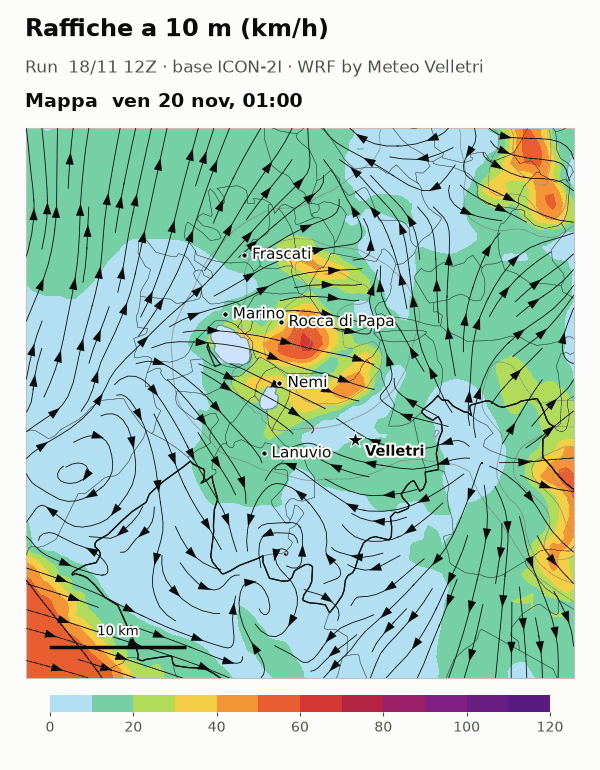 Raffiche a 10 m (km/h)
Run  18/11 12Z · base ICON-2I · WRF by Meteo Velletri
Mappa  ven 20 nov, 01:00
Frascati
Marino
Rocca di Papa
Nemi
Velletri
Lanuvio
10 km
0 20 40 60 80 100 120